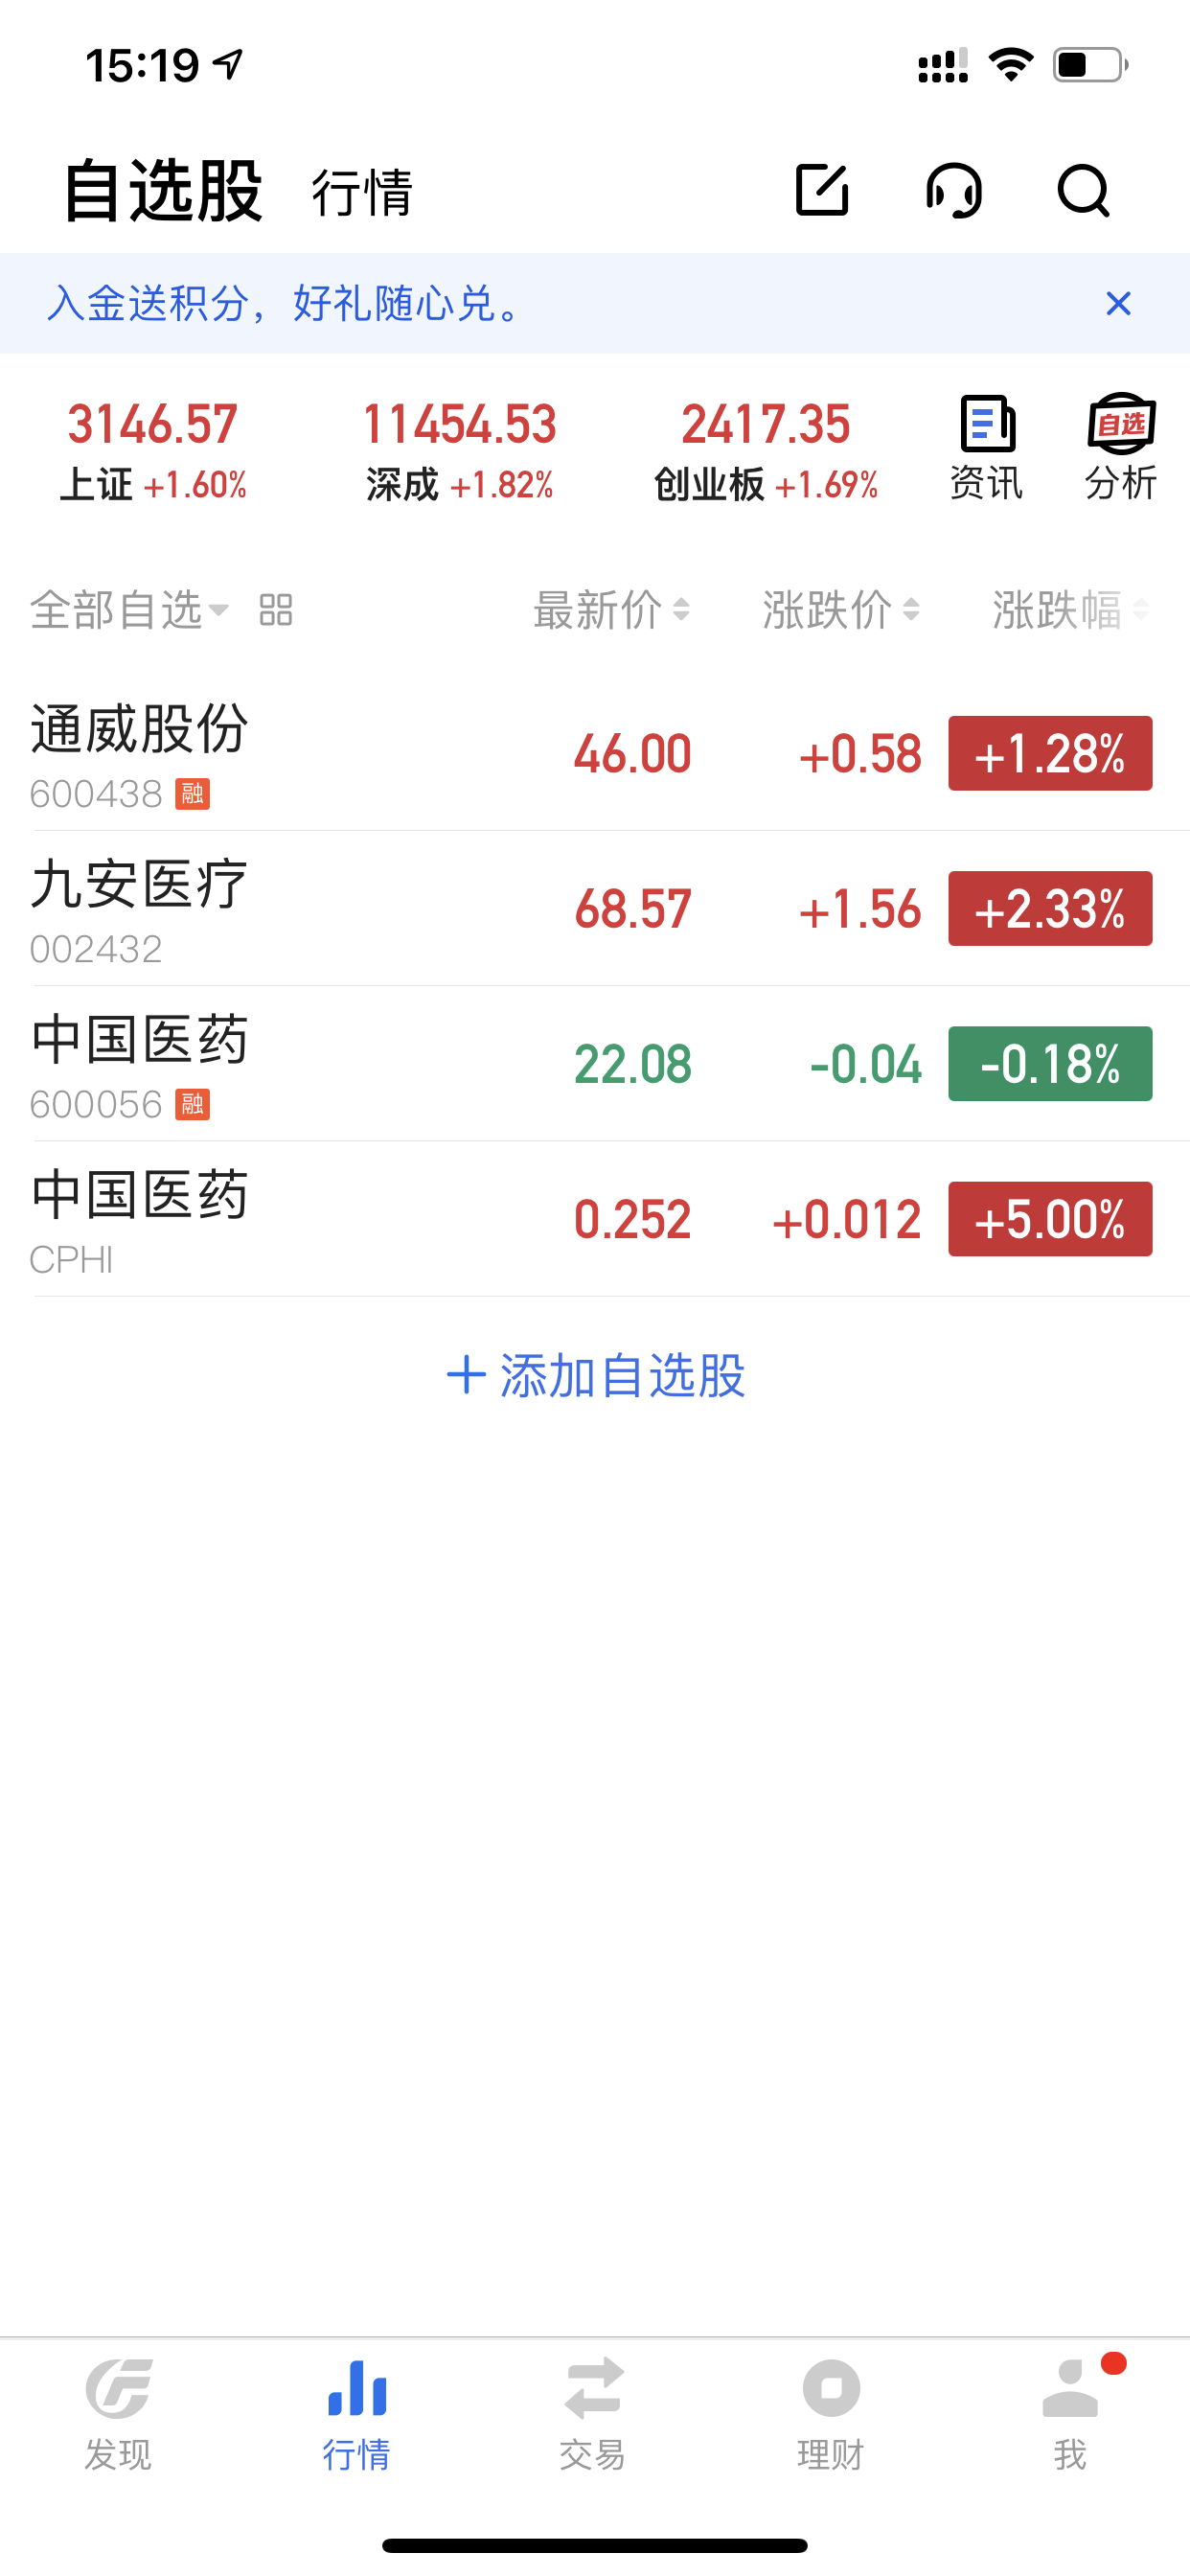 15:19
自选股 行情
入金送积分，好礼随心兑。
3146.57 11454.53 2417.35 自选
上证 +1.60% 深成 +1.82% 创业板 +1.69% 资讯 分析
全部自选 最新价 涨跌价 涨跌幅
通威股份
46.00 +0.58 +1.28%
600438 融
九安医疗
68.57 +1.56 +2.33%
002432
中国医药
22.08 -0.04 -0.18%
600056 融
中国医药
0.252 +0.012 +5.00%
CPHI
+ 添加自选股
发现 行情 交易 理财 我